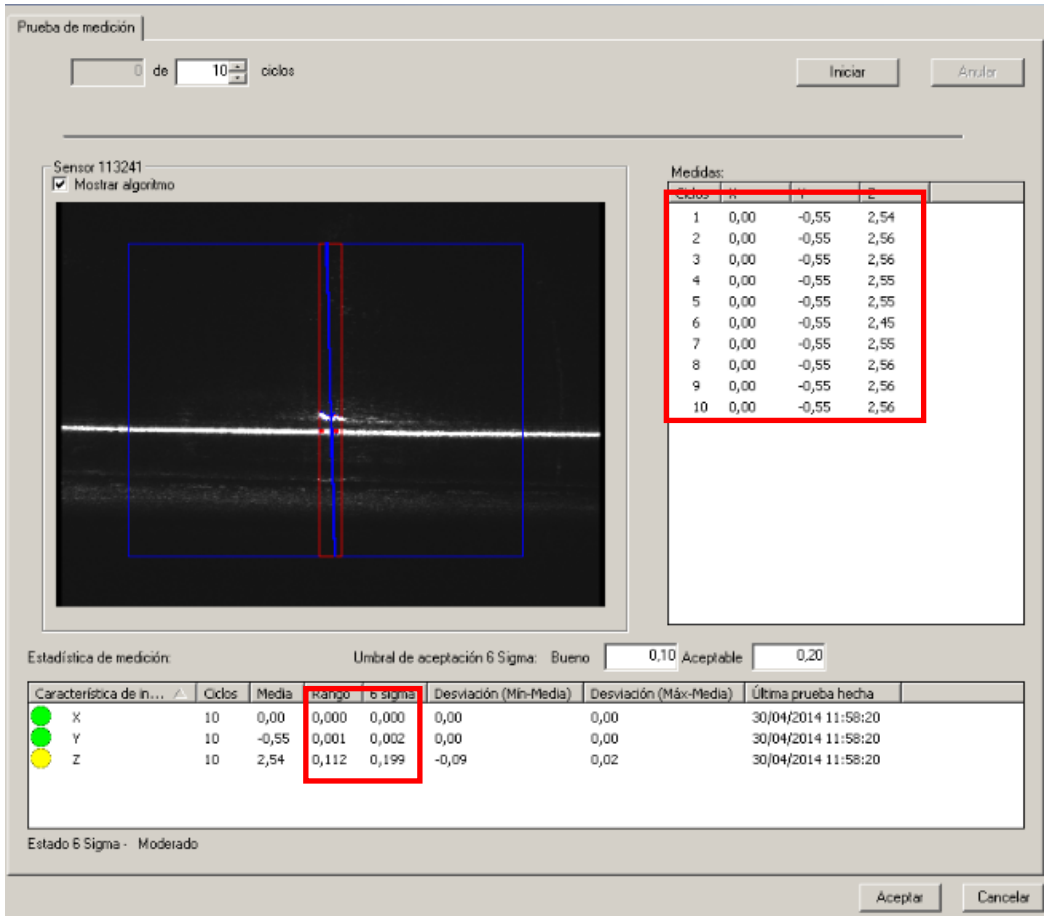 Prueba de medición
0 de 10 ciclos Iniciar Anular
Sensor 113241
Mostrar algoritmo
Medidas:
Ciclos X Y Z
1 0,00 -0,55 2,54
2 0,00 -0,55 2,56
3 0,00 -0,55 2,56
4 0,00 -0,55 2,55
5 0,00 -0,55 2,55
6 0,00 -0,55 2,45
7 0,00 -0,55 2,55
8 0,00 -0,55 2,56
9 0,00 -0,55 2,56
10 0,00 -0,55 2,56
Estadística de medición: Umbral de aceptación 6 Sigma: Bueno 0,10 Aceptable 0,20
Característica de in... Ciclos Media Rango 6 sigma Desviación (Mín-Media) Desviación (Máx-Media) Última prueba hecha
X 10 0,00 0,000 0,000 0,00 0,00 30/04/2014 11:58:20
Y 10 -0,55 0,001 0,002 0,00 0,00 30/04/2014 11:58:20
Z 10 2,54 0,112 0,199 -0,09 0,02 30/04/2014 11:58:20
Estado 6 Sigma - Moderado
Aceptar Cancelar